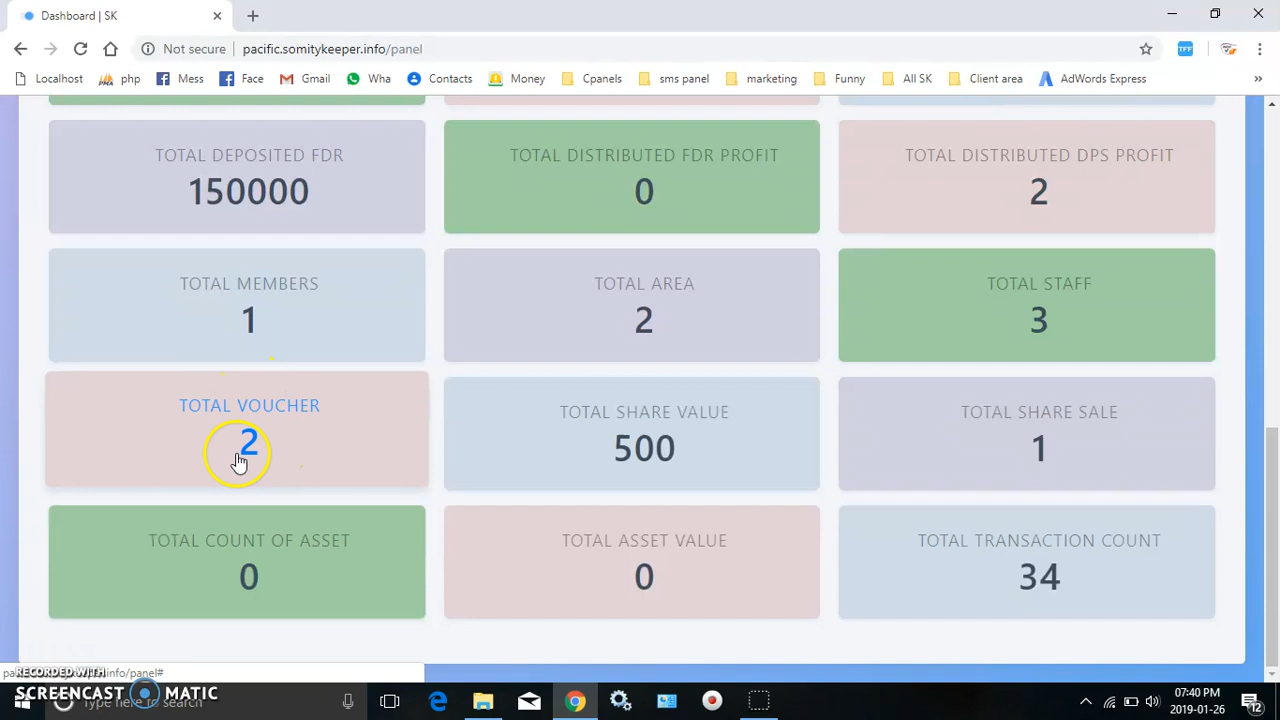 Dashboard | SK
Not secure
pacific.somitykeeper.info/panel
Localhost
php
Mess
Face
Gmail
Wha
Contacts
Money
Cpanels
sms panel
marketing
Funny
All SK
Client area
AdWords Express
TOTAL DEPOSITED FDR
150000
TOTAL DISTRIBUTED FDR PROFIT
0
TOTAL DISTRIBUTED DPS PROFIT
2
TOTAL MEMBERS
1
TOTAL AREA
2
TOTAL STAFF
3
TOTAL VOUCHER
2
TOTAL SHARE VALUE
500
TOTAL SHARE SALE
1
TOTAL COUNT OF ASSET
0
TOTAL ASSET VALUE
0
TOTAL TRANSACTION COUNT
34
info/panel#
RECORDED WITH
SCREENCAST MATIC
Type here to search
07:40 PM
2019-01-26
12